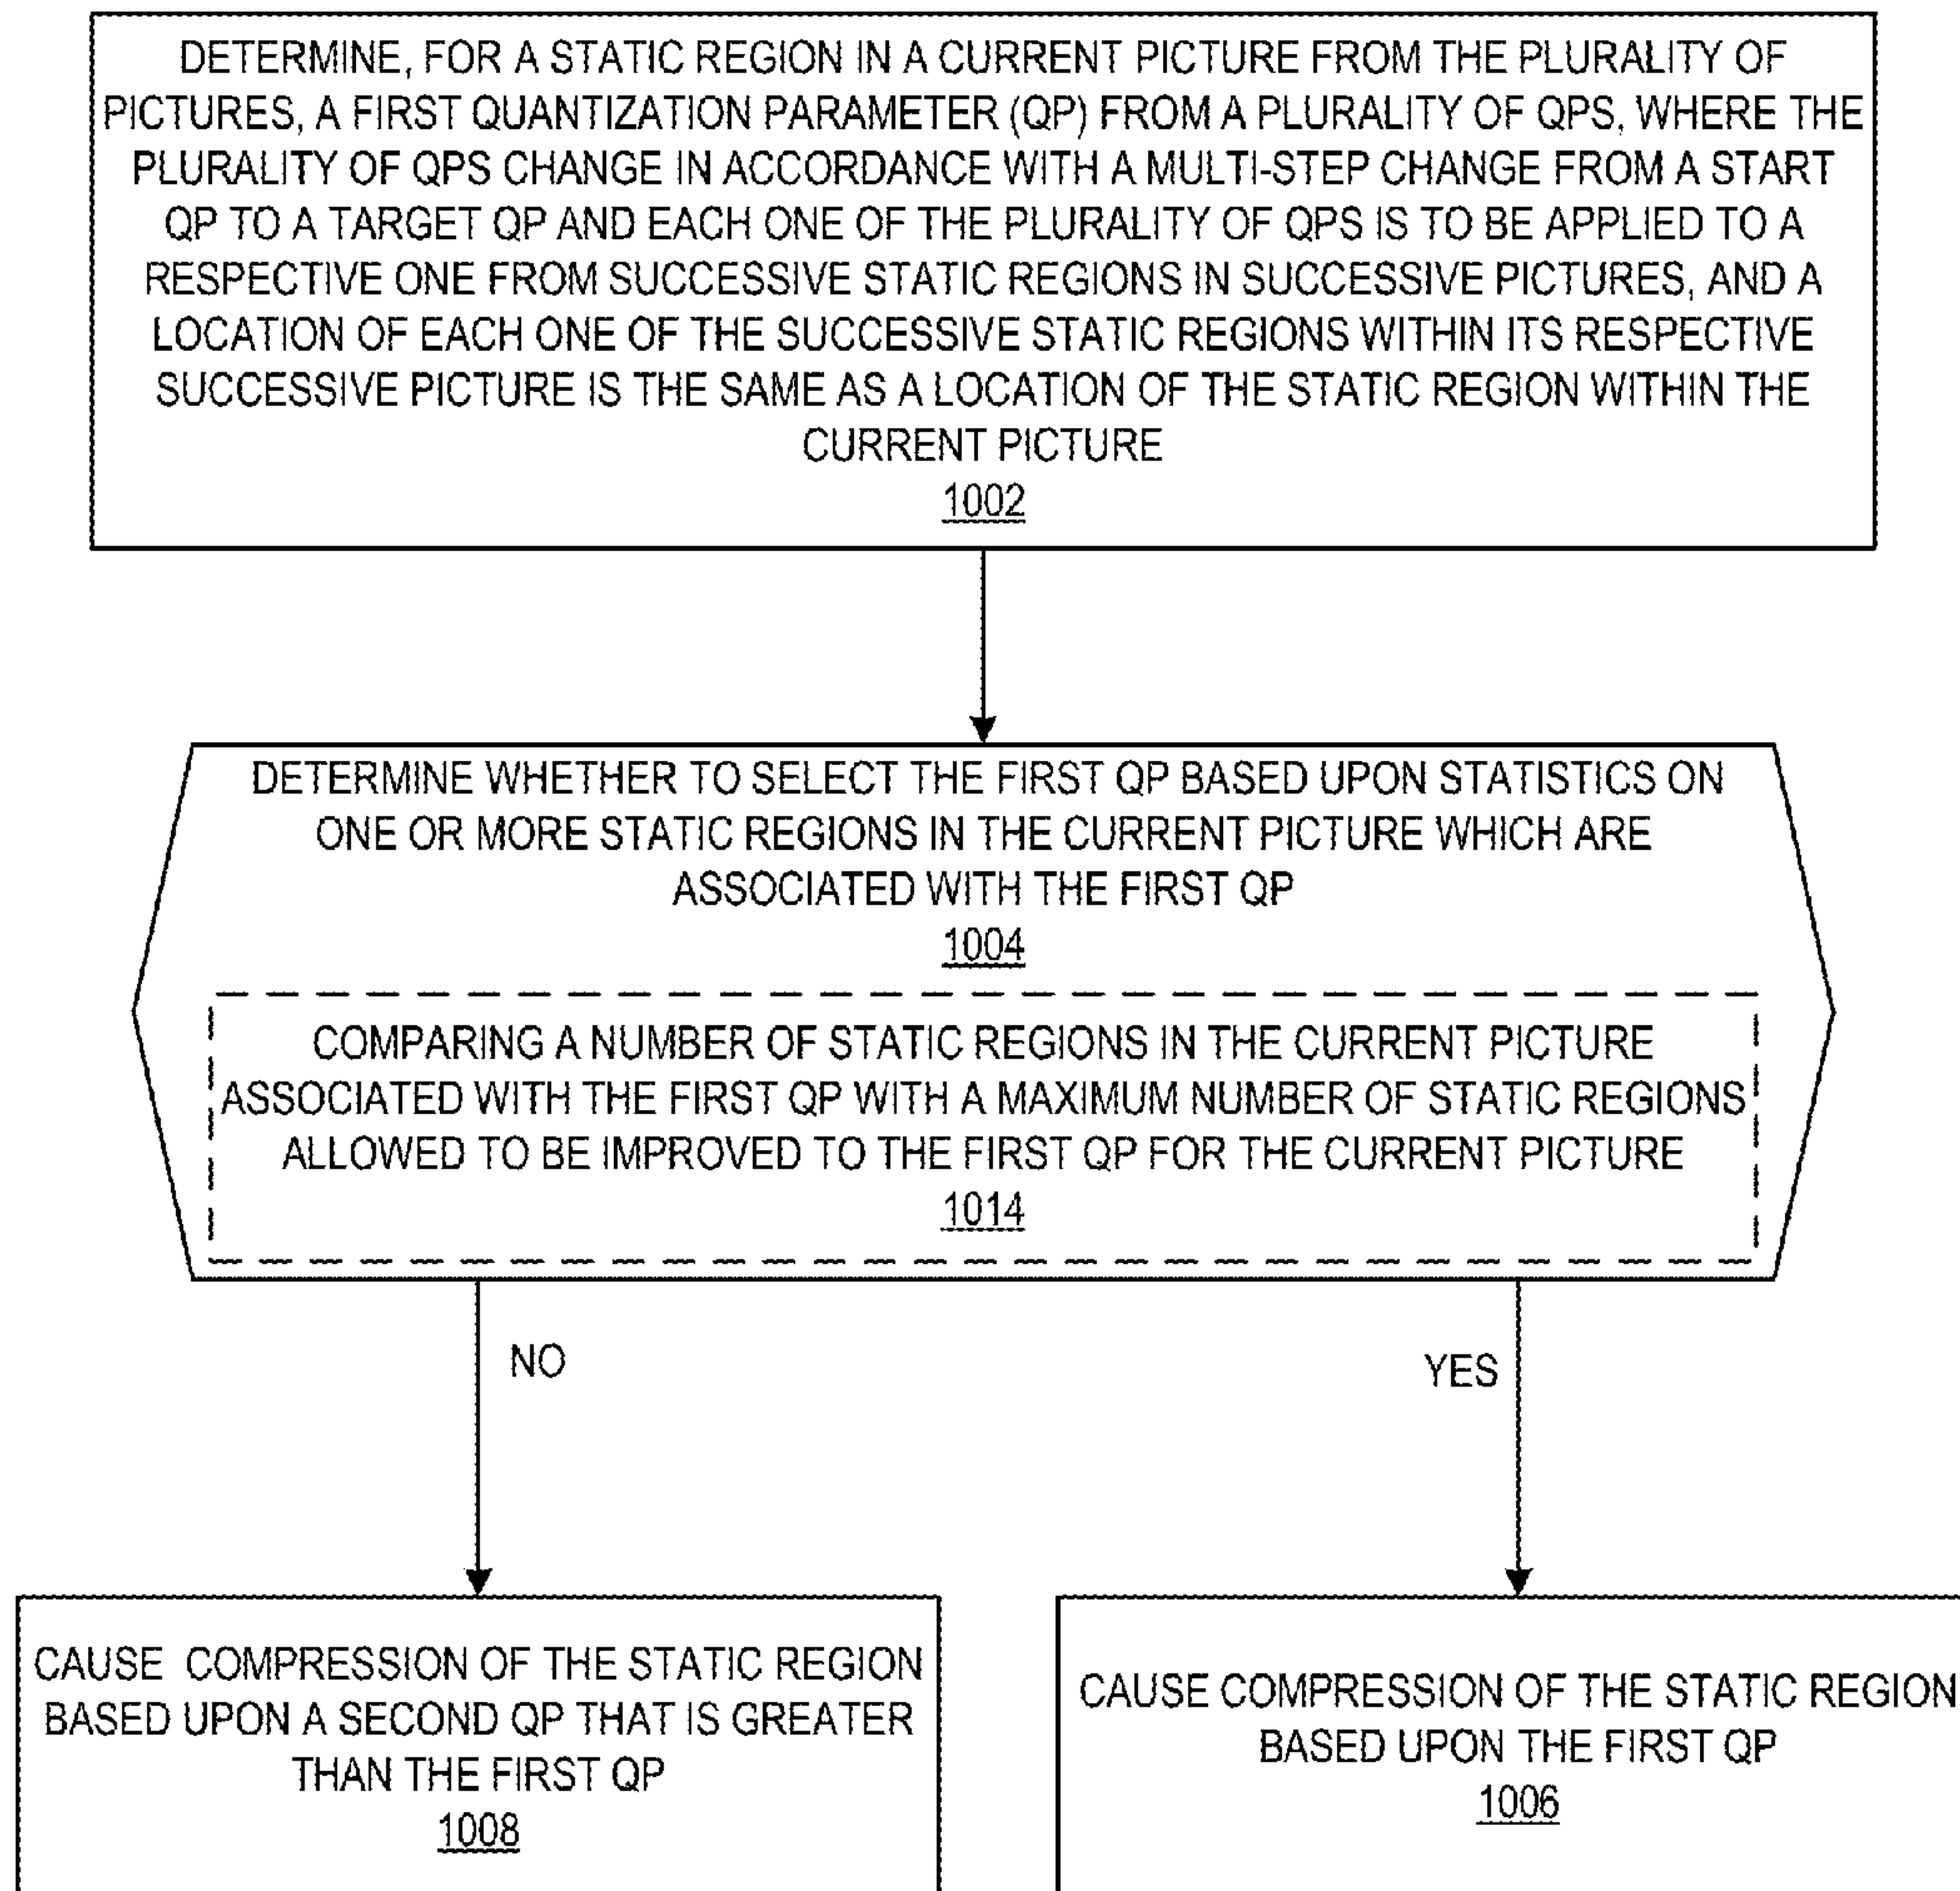 DETERMINE, FOR A STATIC REGION IN A CURRENT PICTURE FROM THE PLURALITY OF
PICTURES, A FIRST QUANTIZATION PARAMETER (QP) FROM A PLURALITY OF QPS, WHERE THE
PLURALITY OF QPS CHANGE IN ACCORDANCE WITH A MULTI-STEP CHANGE FROM A START
QP TO A TARGET QP AND EACH ONE OF THE PLURALITY OF QPS IS TO BE APPLIED TO A
RESPECTIVE ONE FROM SUCCESSIVE STATIC REGIONS IN SUCCESSIVE PICTURES, AND A
LOCATION OF EACH ONE OF THE SUCCESSIVE STATIC REGIONS WITHIN ITS RESPECTIVE
SUCCESSIVE PICTURE IS THE SAME AS A LOCATION OF THE STATIC REGION WITHIN THE
CURRENT PICTURE
1002
DETERMINE WHETHER TO SELECT THE FIRST QP BASED UPON STATISTICS ON
ONE OR MORE STATIC REGIONS IN THE CURRENT PICTURE WHICH ARE
ASSOCIATED WITH THE FIRST QP
1004
COMPARING A NUMBER OF STATIC REGIONS IN THE CURRENT PICTURE
ASSOCIATED WITH THE FIRST QP WITH A MAXIMUM NUMBER OF STATIC REGIONS
ALLOWED TO BE IMPROVED TO THE FIRST QP FOR THE CURRENT PICTURE
1014
NO
YES
CAUSE COMPRESSION OF THE STATIC REGION
BASED UPON A SECOND QP THAT IS GREATER
THAN THE FIRST QP
1008
CAUSE COMPRESSION OF THE STATIC REGION
BASED UPON THE FIRST QP
1006